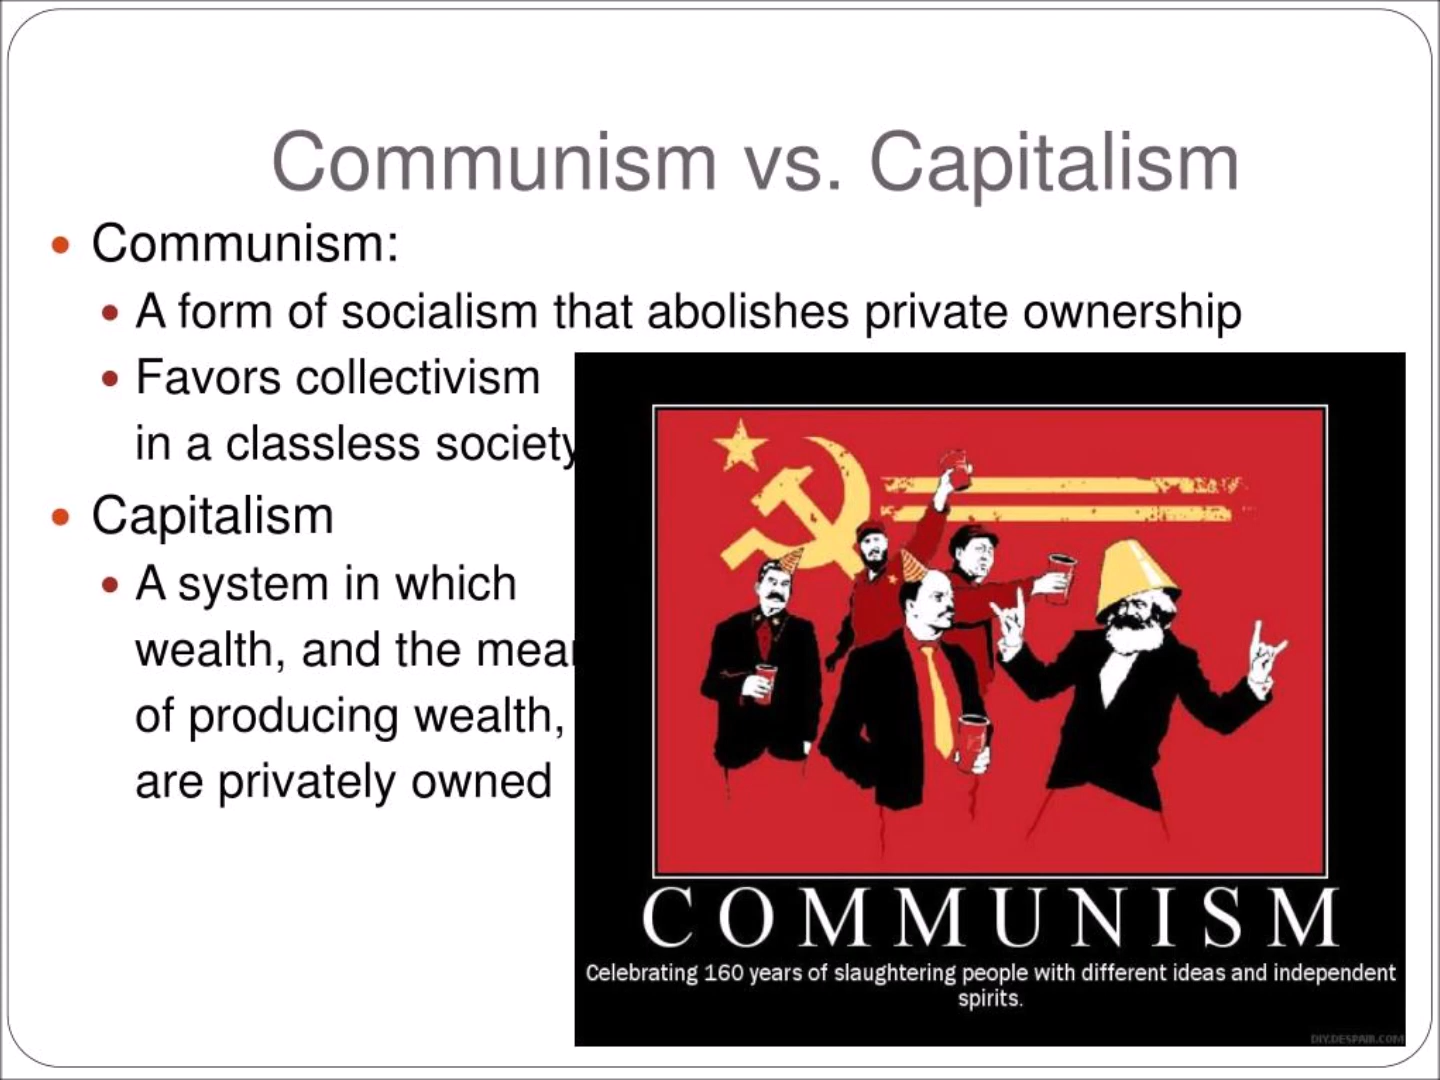 Communism vs. Capitalism
Communism:
A form of socialism that abolishes private ownership
Favors collectivism
in a classless society
Capitalism
A system in which
wealth, and the mean
of producing wealth,
are privately owned
COMMUNISM
Celebrating 160 years of slaughtering people with different ideas and independent
spirits.
DIY.DESPAIR.COM